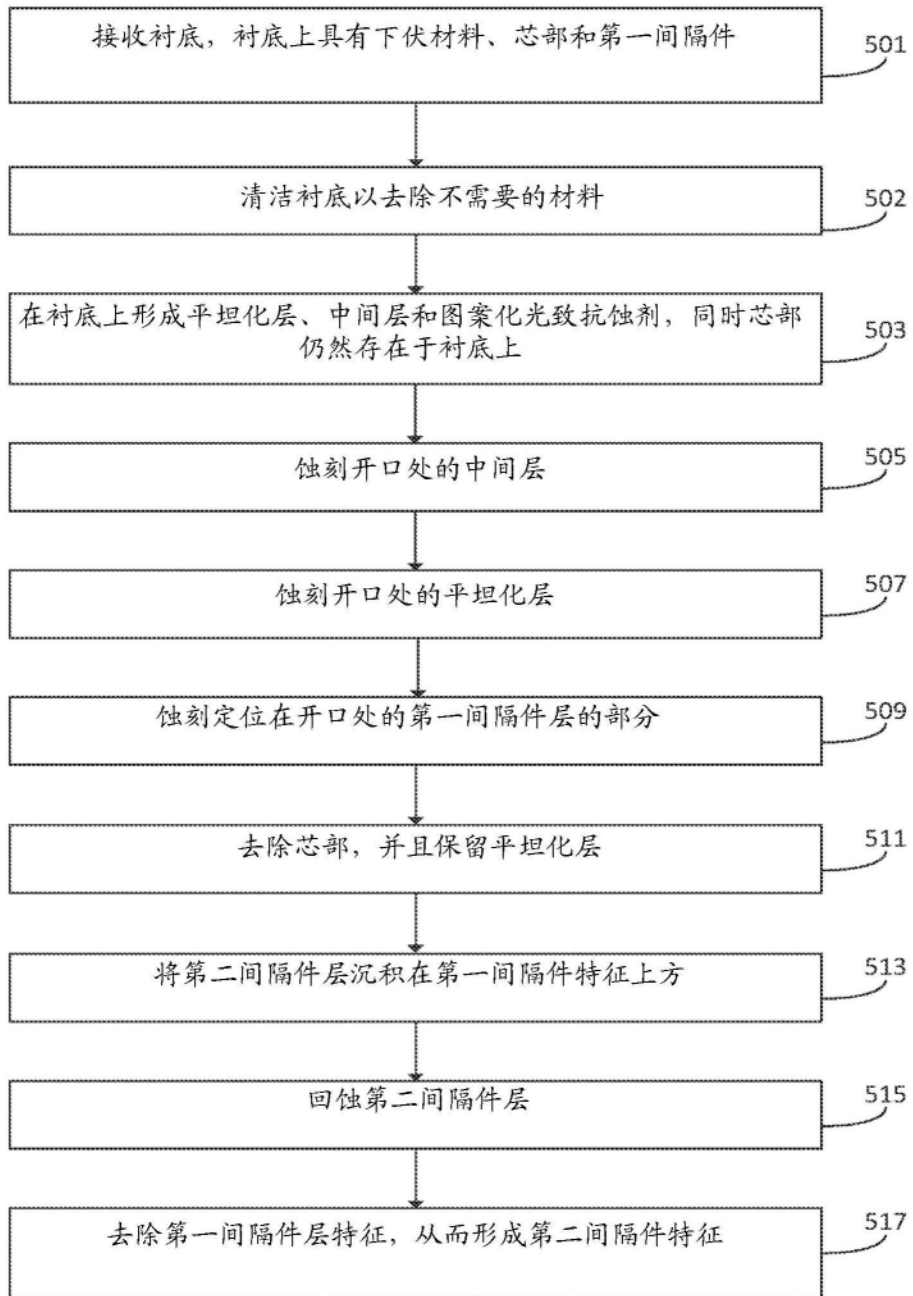 接收衬底，衬底上具有下伏材料、芯部和第一间隔件
501
清洁衬底以去除不需要的材料
502
在衬底上形成平坦化层、中间层和图案化光致抗蚀剂，同时芯部
仍然存在于衬底上
503
蚀刻开口处的中间层
505
蚀刻开口处的平坦化层
507
蚀刻定位在开口处的第一间隔件层的部分
509
去除芯部，并且保留平坦化层
511
将第二间隔件层沉积在第一间隔件特征上方
513
回蚀第二间隔件层
515
去除第一间隔件层特征，从而形成第二间隔件特征
517